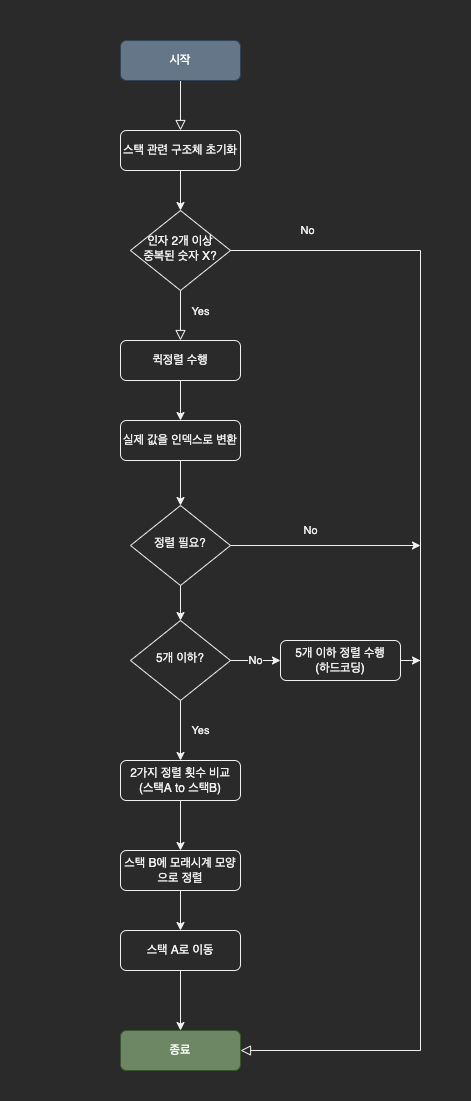 시작
스택 관련 구조체 초기화
인자 2개 이상
중복된 숫자 X?
No
Yes
퀵정렬 수행
실제 값을 인덱스로 변환
정렬 필요?
No
5개 이하?
No
5개 이하 정렬 수행
(하드코딩)
Yes
2가지 정렬 횟수 비교
(스택A to 스택B)
스택 B에 모래시계 모양
으로 정렬
스택 A로 이동
종료